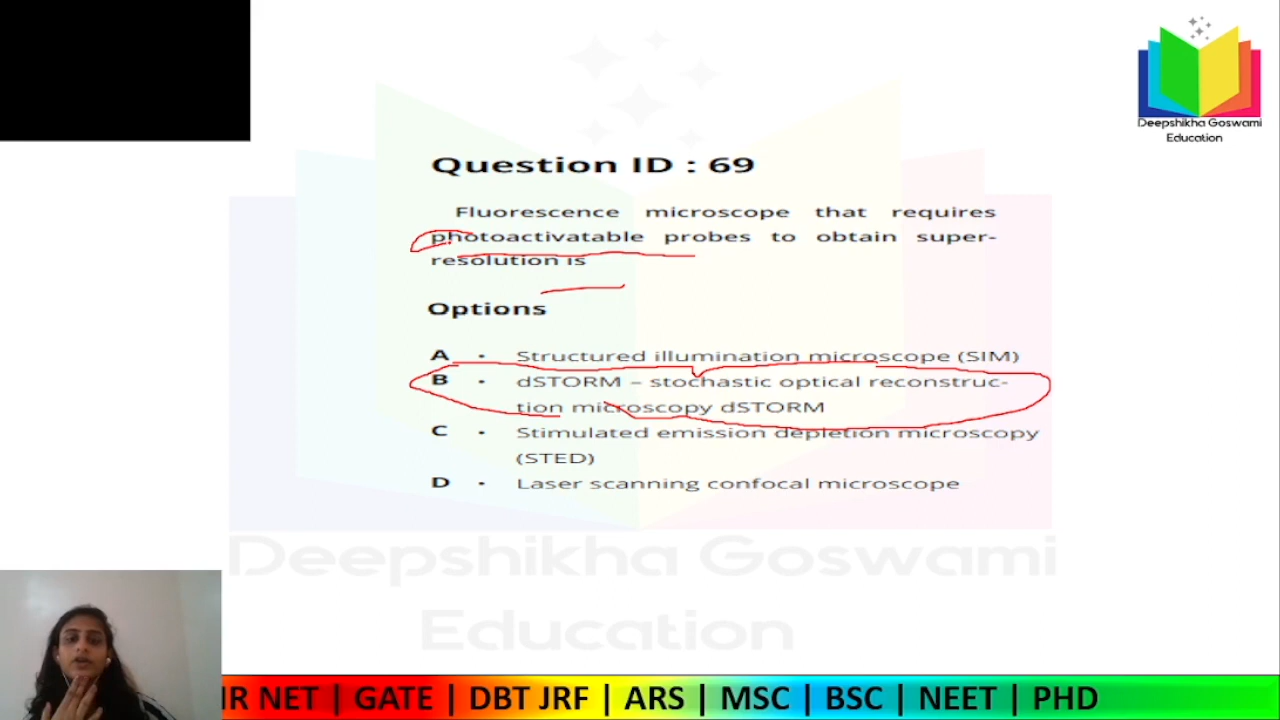 Deepshikha Goswami
Education
Question ID : 69
Fluorescence microscope that requires
photoactivatable probes to obtain super-
resolution is
Options
A • Structured illumination microscope (SIM)
B • dSTORM – stochastic optical reconstruc-
tion microscopy dSTORM
C • Stimulated emission depletion microscopy
(STED)
D • Laser scanning confocal microscope
Deepshikha Goswami
Education
IR NET | GATE | DBT JRF | ARS | MSC | BSC | NEET | PHD